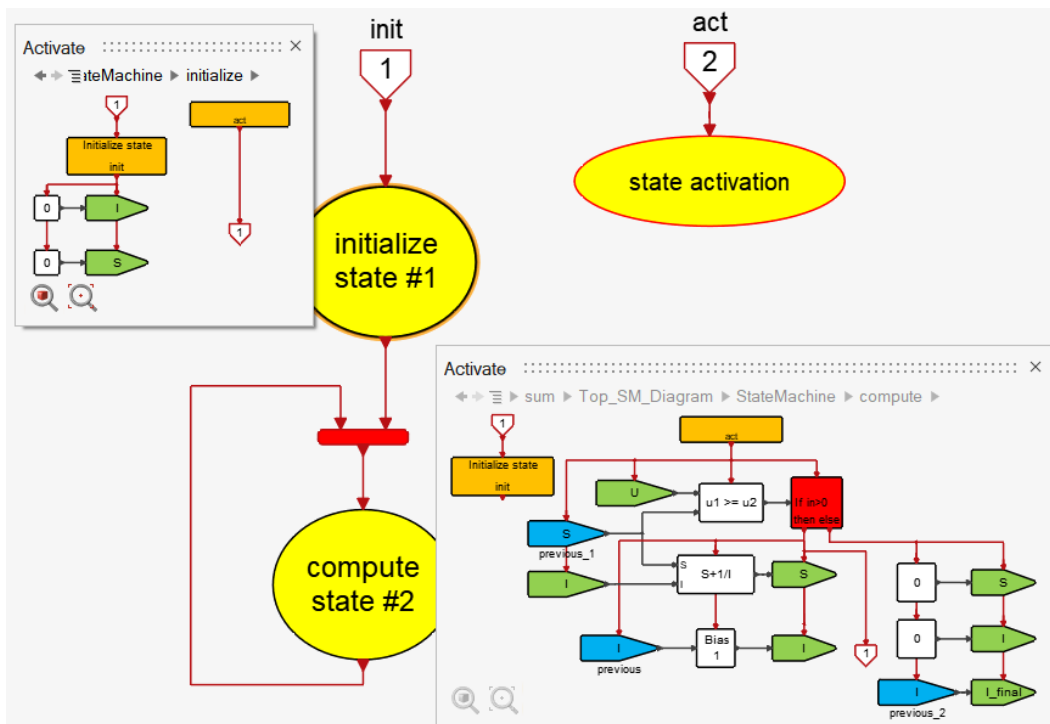 init
1
act
2
Activate
ateMachine initialize
1
Initialize state
init
act
0
I
0
S
1
initialize
state #1
state activation
compute
state #2
Activate
sum Top_SM_Diagram StateMachine compute
1
Initialize state
init
act
U
u1 >= u2
If in>0
then else
S
previous_1
I
S
I
S+1/I
S
I
previous
Bias
1
I
1
0
S
0
I
I
previous_2
I_final